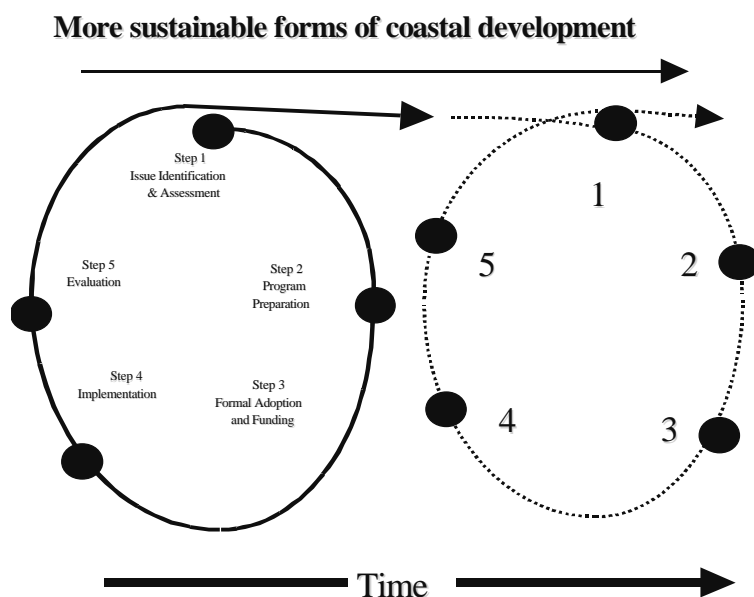 More sustainable forms of coastal development
Step 1
Issue Identification
& Assessment
Step 2
Program
Preparation
Step 3
Formal Adoption
and Funding
Step 4
Implementation
Step 5
Evaluation
1
2
3
4
5
Time